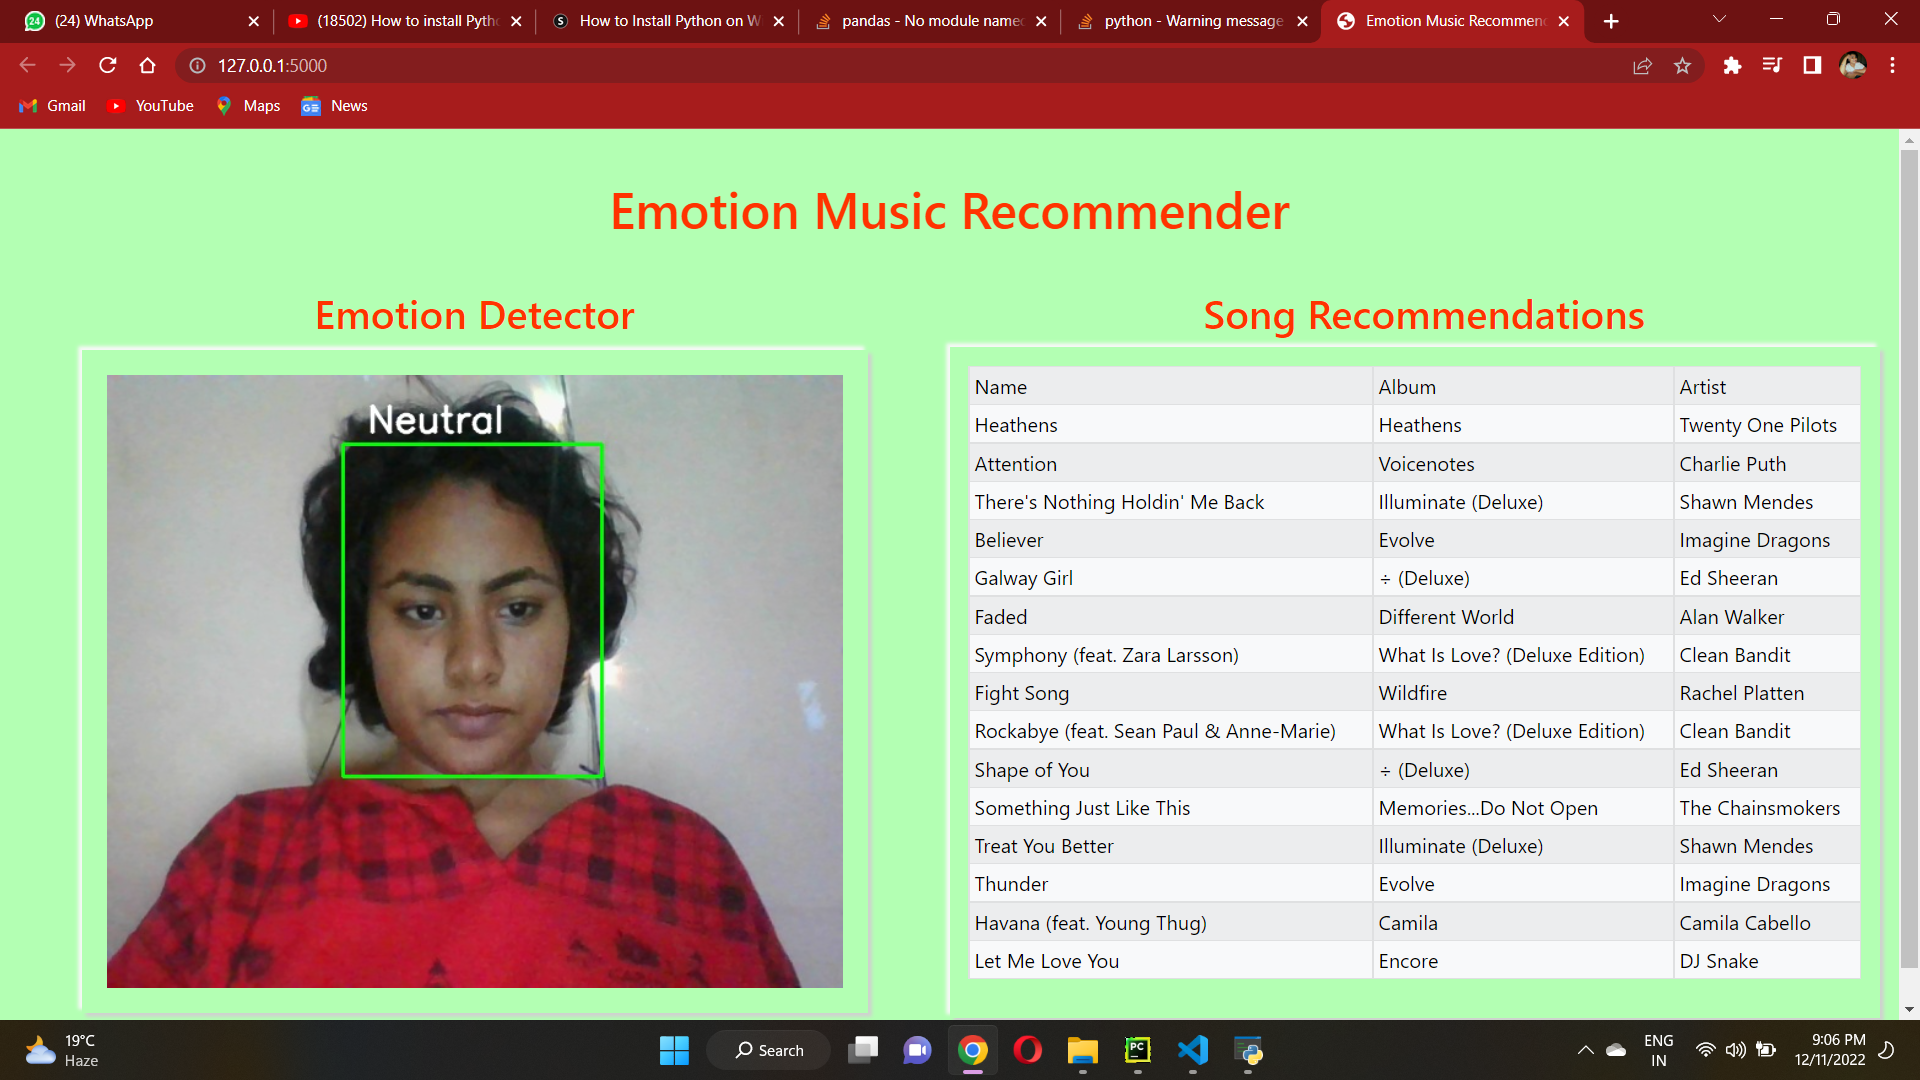 (24) WhatsApp
(18502) How to install Pytho
How to Install Python on W
pandas - No module named
python - Warning message
Emotion Music Recommen
127.0.0.1:5000
Gmail YouTube Maps News
Emotion Music Recommender
Emotion Detector
Neutral
Song Recommendations
Name Album Artist
Heathens Heathens Twenty One Pilots
Attention Voicenotes Charlie Puth
There's Nothing Holdin' Me Back Illuminate (Deluxe) Shawn Mendes
Believer Evolve Imagine Dragons
Galway Girl ÷ (Deluxe) Ed Sheeran
Faded Different World Alan Walker
Symphony (feat. Zara Larsson) What Is Love? (Deluxe Edition) Clean Bandit
Fight Song Wildfire Rachel Platten
Rockabye (feat. Sean Paul & Anne-Marie) What Is Love? (Deluxe Edition) Clean Bandit
Shape of You ÷ (Deluxe) Ed Sheeran
Something Just Like This Memories...Do Not Open The Chainsmokers
Treat You Better Illuminate (Deluxe) Shawn Mendes
Thunder Evolve Imagine Dragons
Havana (feat. Young Thug) Camila Camila Cabello
Let Me Love You Encore DJ Snake
19°C
Haze
Search
ENG
IN
9:06 PM
12/11/2022